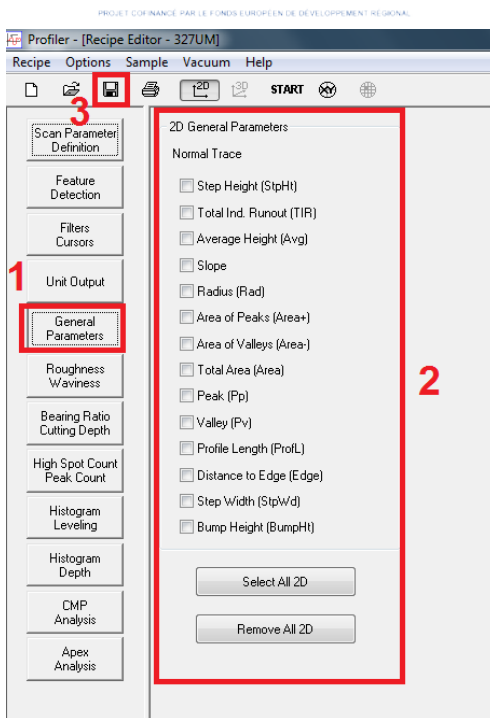 PROJET COFINANCE PAR LE FONDS EUROPEEN DE DEVELOPPEMENT REGIONAL
Profiler - [Recipe Editor - 327UM]
Recipe Options Sample Vacuum Help
2D 3D START XY
3
Scan Parameter
Definition
Feature
Detection
Filters
Cursors
1
Unit Output
General
Parameters
Roughness
Waviness
Bearing Ratio
Cutting Depth
High Spot Count
Peak Count
Histogram
Leveling
Histogram
Depth
CMP
Analysis
Apex
Analysis
2D General Parameters
Normal Trace
Step Height (StpHt)
Total Ind. Runout (TIR)
Average Height (Avg)
Slope
Radius (Rad)
Area of Peaks (Area+)
Area of Valleys (Area-)
Total Area (Area)
Peak (Pp)
Valley (Pv)
Profile Length (ProfL)
Distance to Edge (Edge)
Step Width (StpWd)
Bump Height (BumpHt)
Select All 2D
Remove All 2D
2